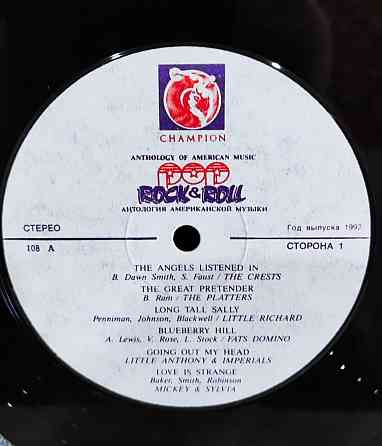 CHAMPION
ANTHOLOGY OF AMERICAN MUSIC
POP
ROCK & ROLL
АНТОЛОГИЯ АМЕРИКАНСКОЙ МУЗЫКИ
СТЕРЕО
Год выпуска 1992
108 A
СТОРОНА 1
THE ANGELS LISTENED IN
B. Dawn Smith, S. Faust / THE CRESTS
THE GREAT PRETENDER
B. Ram / THE PLATTERS
LONG TALL SALLY
Penniman, Johnson, Blackwell / LITTLE RICHARD
BLUEBERRY HILL
A. Lewis, V. Rose, L. Stock / FATS DOMINO
GOING OUT MY HEAD
LITTLE ANTHONY & IMPERIALS
LOVE IS STRANGE
Baker, Smith, Robinson
MICKEY & SYLVIA